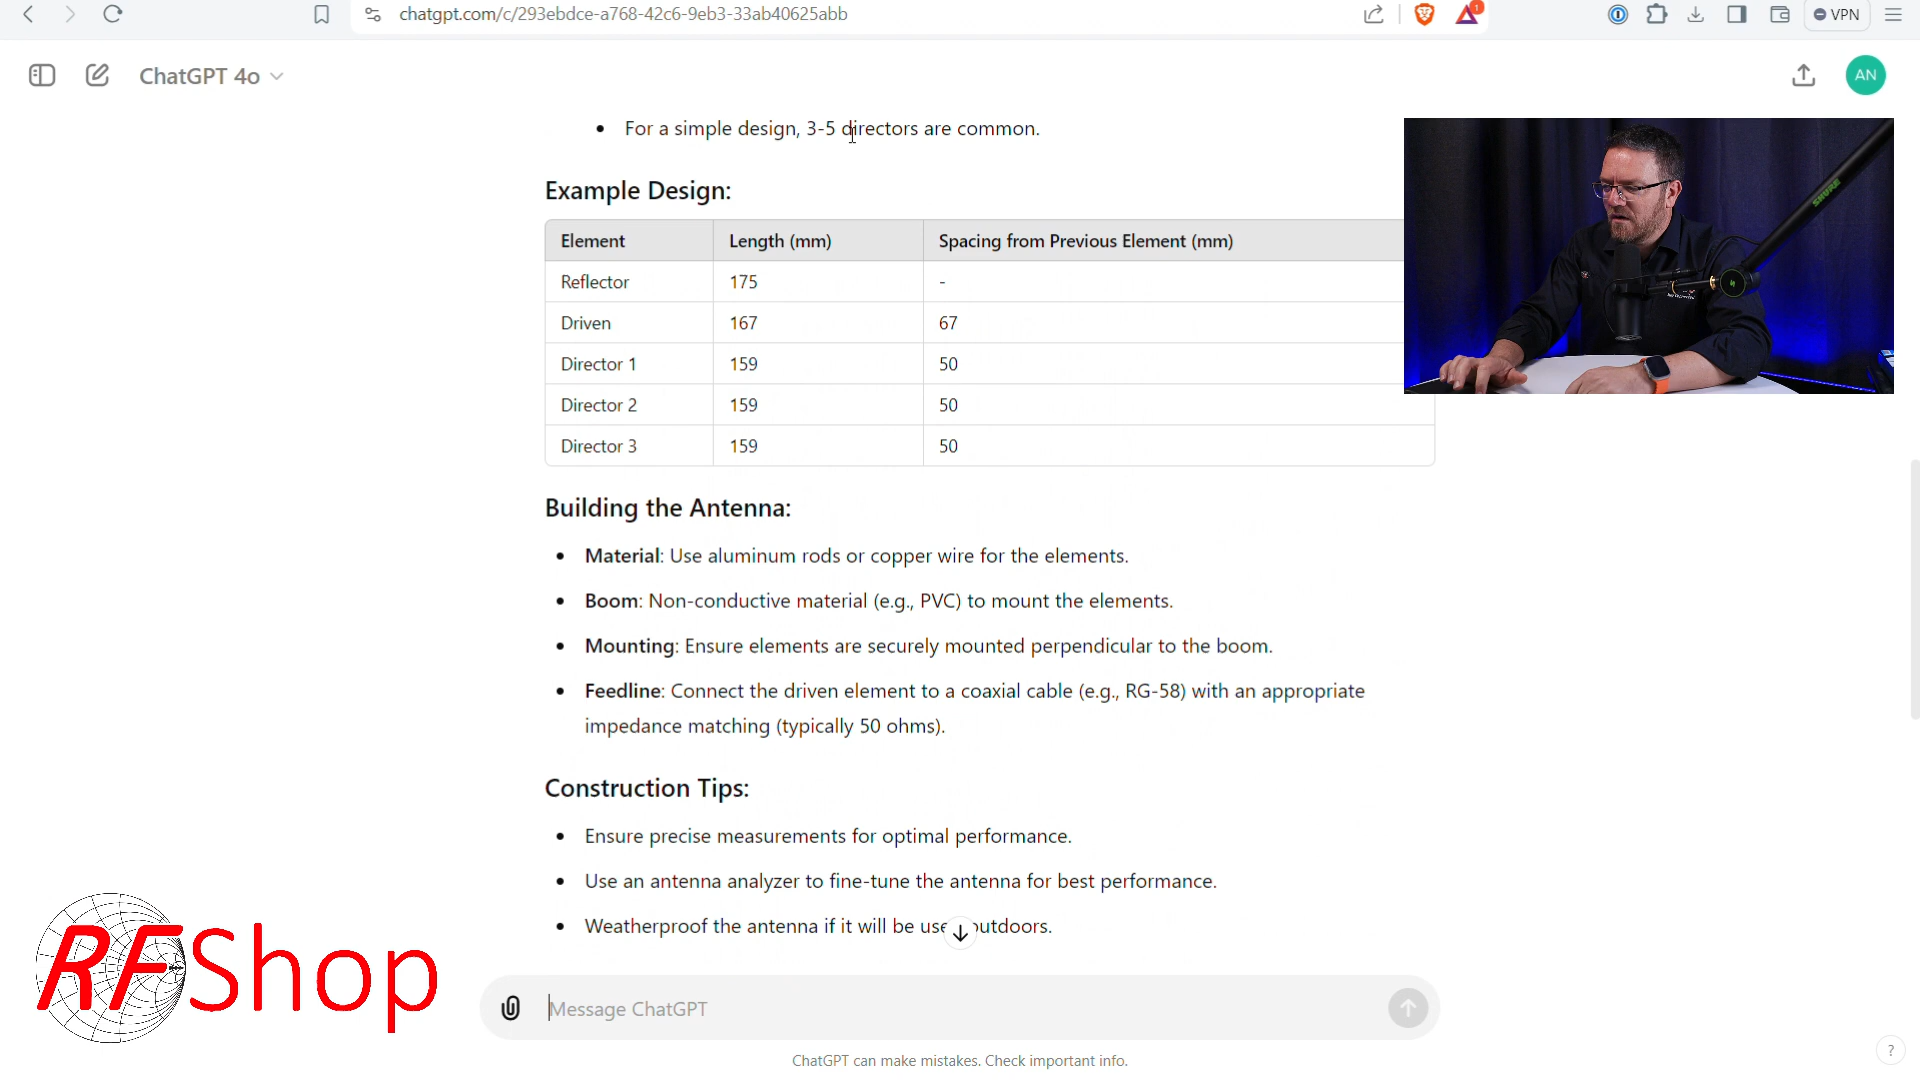 chatgpt.com/c/293ebdce-a768-42c6-9eb3-33ab40625abb
1
VPN
ChatGPT 4o
AN
For a simple design, 3-5 directors are common.
Example Design:
Element Length (mm) Spacing from Previous Element (mm)
Reflector 175 -
Driven 167 67
Director 1 159 50
Director 2 159 50
Director 3 159 50
SHURE
Building the Antenna:
Material: Use aluminum rods or copper wire for the elements.
Boom: Non-conductive material (e.g., PVC) to mount the elements.
Mounting: Ensure elements are securely mounted perpendicular to the boom.
Feedline: Connect the driven element to a coaxial cable (e.g., RG-58) with an appropriate
impedance matching (typically 50 ohms).
Construction Tips:
Ensure precise measurements for optimal performance.
Use an antenna analyzer to fine-tune the antenna for best performance.
Weatherproof the antenna if it will be use outdoors.
RFShop
Message ChatGPT
ChatGPT can make mistakes. Check important info.
?